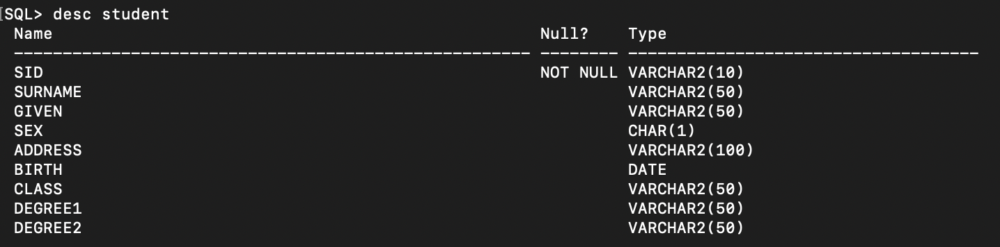 [SQL> desc student
Name Null? Type
----------------------------------------------------- -------- ------------------------------------
SID NOT NULL VARCHAR2(10)
SURNAME VARCHAR2(50)
GIVEN VARCHAR2(50)
SEX CHAR(1)
ADDRESS VARCHAR2(100)
BIRTH DATE
CLASS VARCHAR2(50)
DEGREE1 VARCHAR2(50)
DEGREE2 VARCHAR2(50)